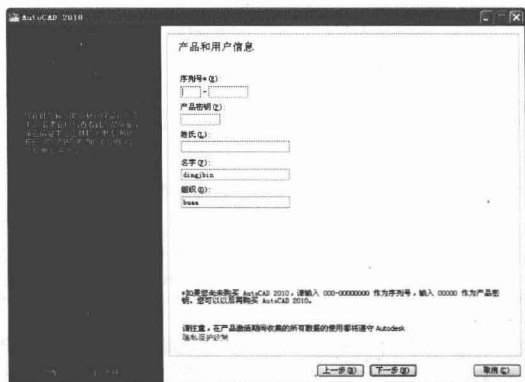 AutoCAD 2010
产品和用户信息
序列号*(S):
-
产品密钥(P):
姓氏(L):
名字(F):
dingjbin
组织(O):
buaa
*如果您尚未购买 AutoCAD 2010，请输入 000-00000000 作为序列号，输入 00000 作为产品密
钥。您可以以后再购买 AutoCAD 2010。
请注意，在产品激活期间收集的所有数据的使用都将遵守 Autodesk
隐私保护政策
上一步(B)
下一步(N)
取消(C)